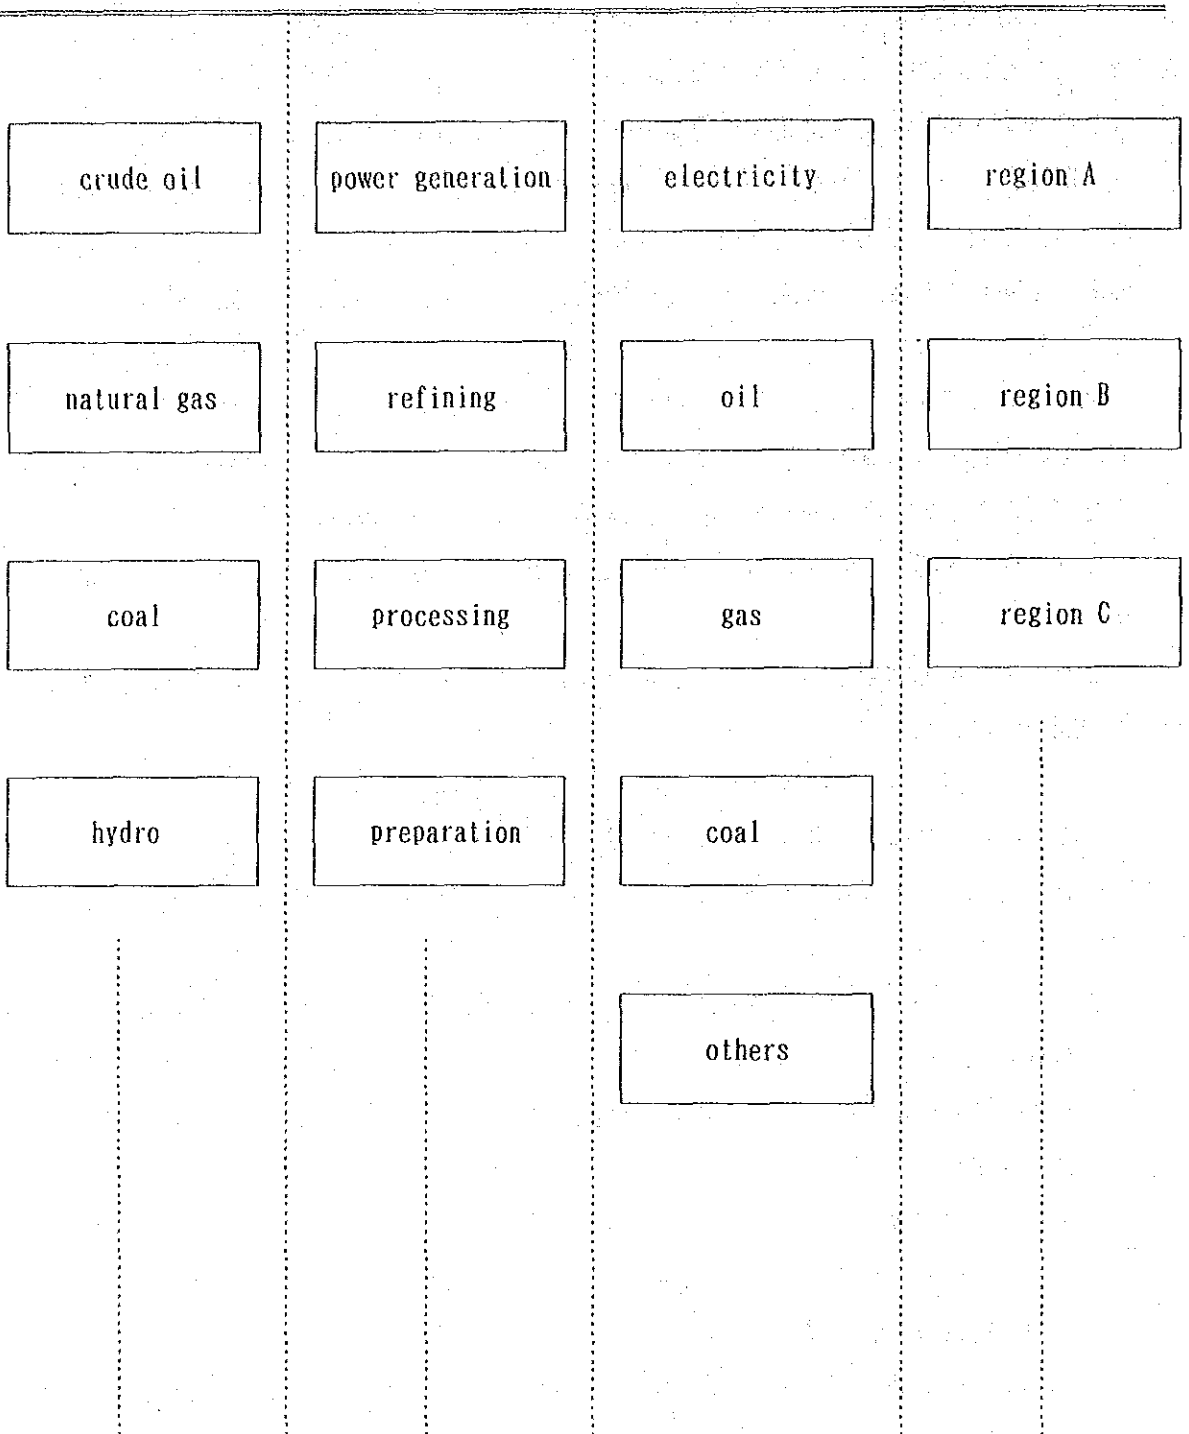 crude oil
power generation
electricity
region A
natural gas
refining
oil
region B
coal
processing
gas
region C
hydro
preparation
coal
others